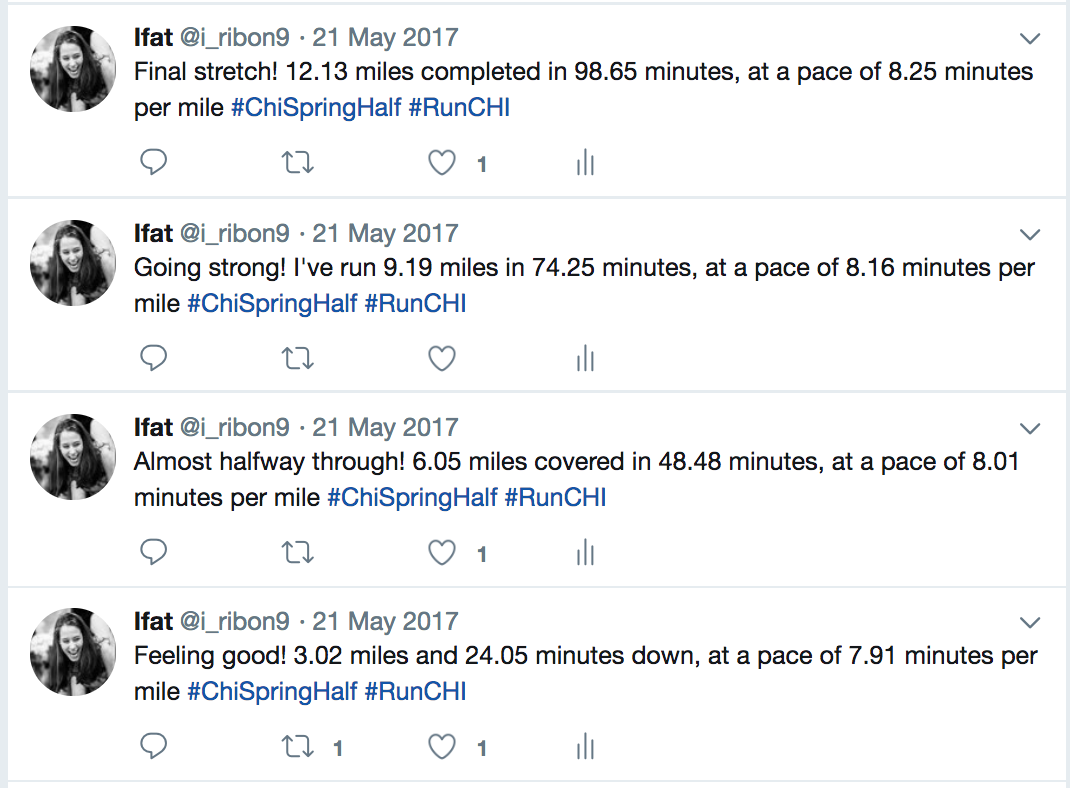 Ifat @i_ribon9 · 21 May 2017
Final stretch! 12.13 miles completed in 98.65 minutes, at a pace of 8.25 minutes
per mile #ChiSpringHalf #RunCHI
1
Ifat @i_ribon9 · 21 May 2017
Going strong! I've run 9.19 miles in 74.25 minutes, at a pace of 8.16 minutes per
mile #ChiSpringHalf #RunCHI
Ifat @i_ribon9 · 21 May 2017
Almost halfway through! 6.05 miles covered in 48.48 minutes, at a pace of 8.01
minutes per mile #ChiSpringHalf #RunCHI
1
Ifat @i_ribon9 · 21 May 2017
Feeling good! 3.02 miles and 24.05 minutes down, at a pace of 7.91 minutes per
mile #ChiSpringHalf #RunCHI
1 1